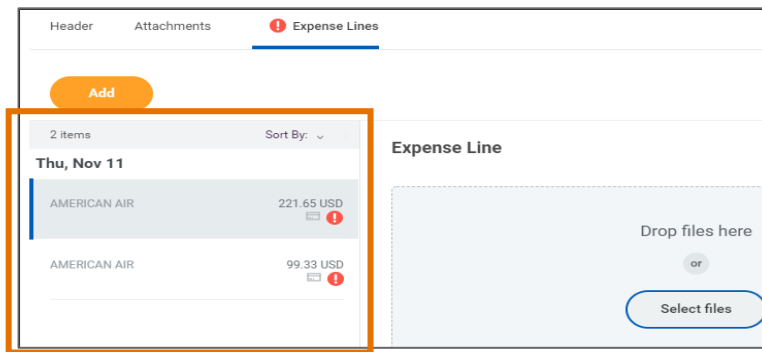 Header Attachments ! Expense Lines
Add
2 items Sort By:
Thu, Nov 11
AMERICAN AIR 221.65 USD
!
AMERICAN AIR 99.33 USD
!
Expense Line
Drop files here
or
Select files